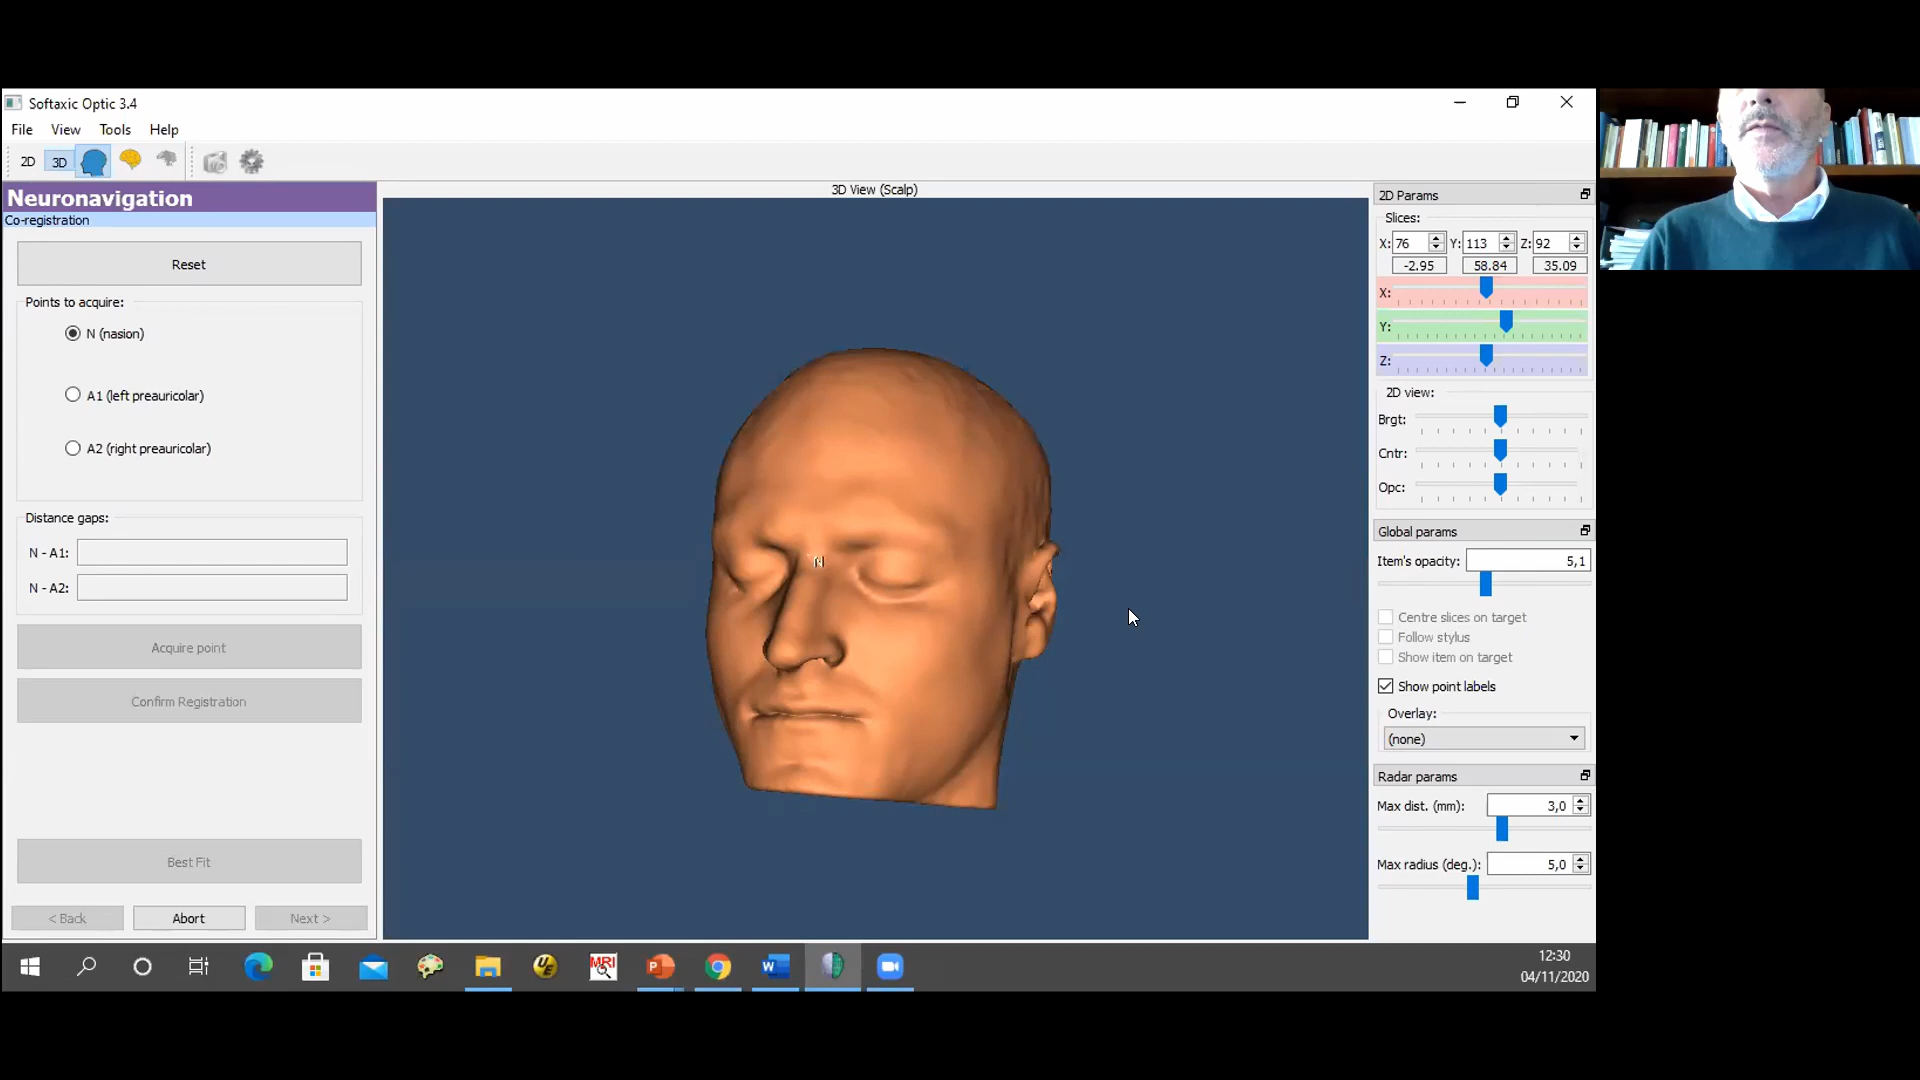 Softaxic Optic 3.4
File View Tools Help
2D 3D
Neuronavigation
Co-registration
Reset
Points to acquire:
N (nasion)
A1 (left preauricolar)
A2 (right preauricolar)
Distance gaps:
N - A1:
N - A2:
Acquire point
Confirm Registration
Best Fit
< Back Abort Next >
3D View (Scalp)
N
2D Params
Slices:
X: 76 Y: 113 Z: 92
-2.95 58.84 35.09
X:
Y:
Z:
2D view:
Brgt:
Cntr:
Opc:
Global params
Item's opacity: 5,1
Centre slices on target
Follow stylus
Show item on target
Show point labels
Overlay:
(none)
Radar params
Max dist. (mm): 3,0
Max radius (deg.): 5,0
UE MRI P W
12:30
04/11/2020